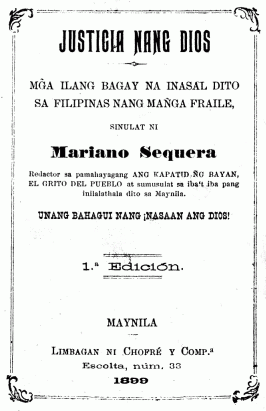 JUSTICIA NANG DIOS
MG̃A ILANG BAGAY NA INASAL DITO
SA FILIPINAS NANG MAÑGA FRAILE,
SINULAT NI
Mariano Sequera
Redactor sa pamahayagang ANG KAPATID ÑG BAYAN,
EL GRITO DEL PUEBLO at sumusulat sa iba't iba pang
inilalathala dito sa Maynila.
UNANG BAHAGUI NANG ¡NASAAN ANG DIOS!
1.ª Edición.
MAYNILA
LIMBAGAN NI CHOFRÉ Y COMP.ª
Escolta, núm. 33
1899